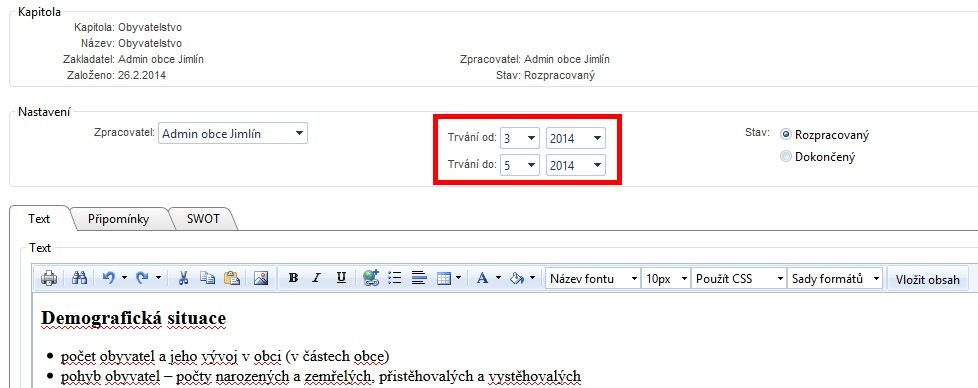 Kapitola
Kapitola: Obyvatelstvo
Název: Obyvatelstvo
Zakladatel: Admin obce Jimlín Zpracovatel: Admin obce Jimlín
Založeno: 26.2.2014 Stav: Rozpracovaný
Nastavení
Zpracovatel: Admin obce Jimlín Trvání od: 3 2014 Stav: Rozpracovaný
Trvání do: 5 2014 Dokončený
Text Připomínky SWOT
Text
B I U A Název fontu 10px Použít CSS Sady formátů Vložit obsah
Demografická situace
• počet obyvatel a jeho vývoj v obci (v částech obce)
• pohyb obyvatel – počty narozených a zemřelých, přistěhovalých a vystěhovalých